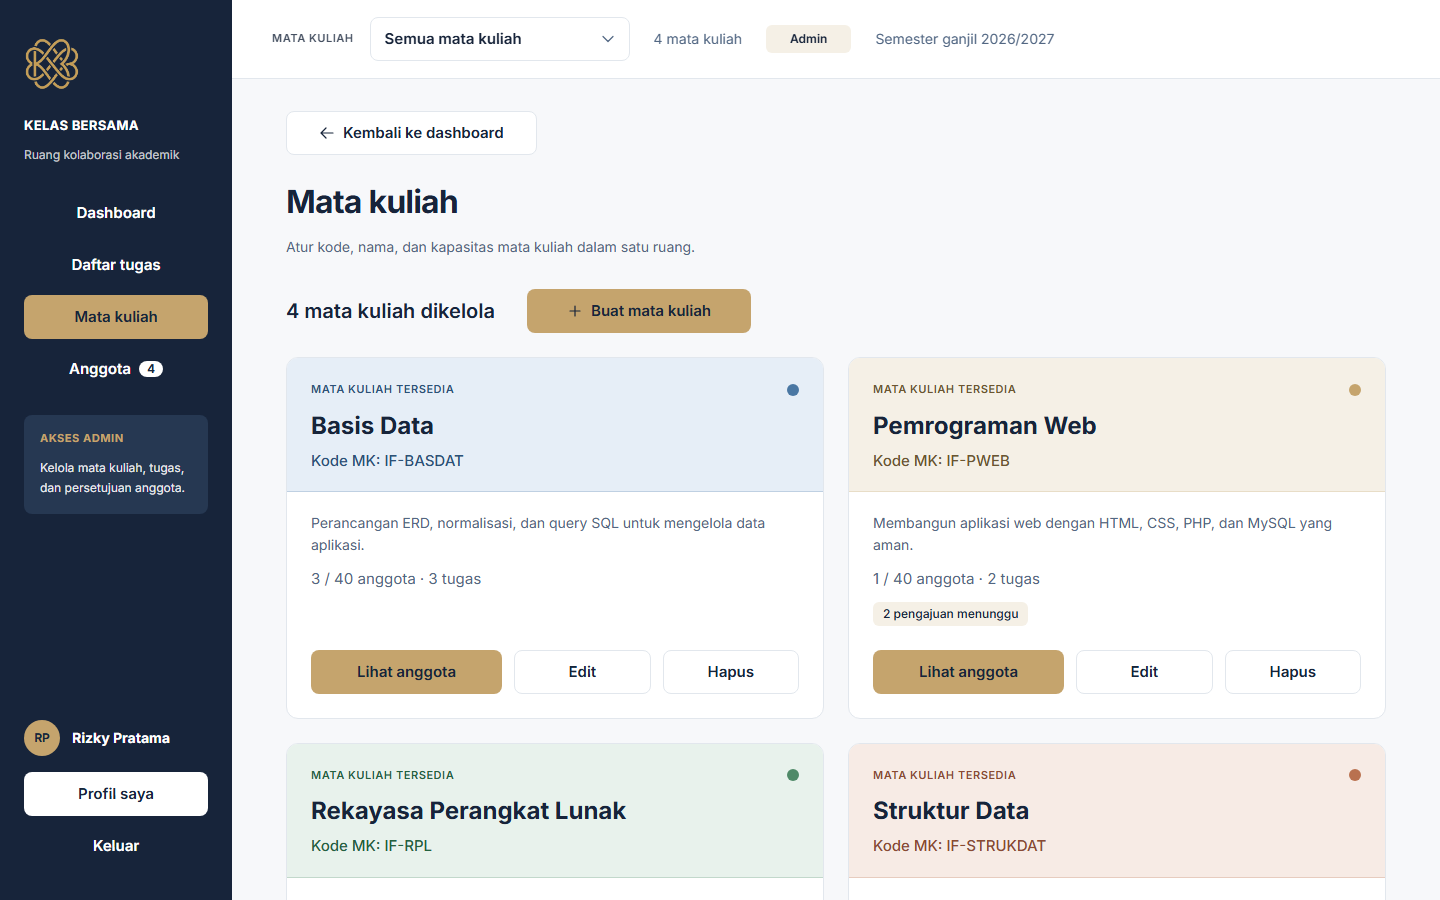 KELAS BERSAMA
Ruang kolaborasi akademik
Dashboard
Daftar tugas
Mata kuliah
Anggota 4
AKSES ADMIN
Kelola mata kuliah, tugas,
dan persetujuan anggota.
RP Rizky Pratama
Profil saya
Keluar
MATA KULIAH Semua mata kuliah 4 mata kuliah Admin Semester ganjil 2026/2027
Kembali ke dashboard
Mata kuliah
Atur kode, nama, dan kapasitas mata kuliah dalam satu ruang.
4 mata kuliah dikelola + Buat mata kuliah
MATA KULIAH TERSEDIA
Basis Data
Kode MK: IF-BASDAT
Perancangan ERD, normalisasi, dan query SQL untuk mengelola data
aplikasi.
3 / 40 anggota · 3 tugas
Lihat anggota Edit Hapus
MATA KULIAH TERSEDIA
Pemrograman Web
Kode MK: IF-PWEB
Membangun aplikasi web dengan HTML, CSS, PHP, dan MySQL yang
aman.
1 / 40 anggota · 2 tugas
2 pengajuan menunggu
Lihat anggota Edit Hapus
MATA KULIAH TERSEDIA
Rekayasa Perangkat Lunak
Kode MK: IF-RPL
MATA KULIAH TERSEDIA
Struktur Data
Kode MK: IF-STRUKDAT